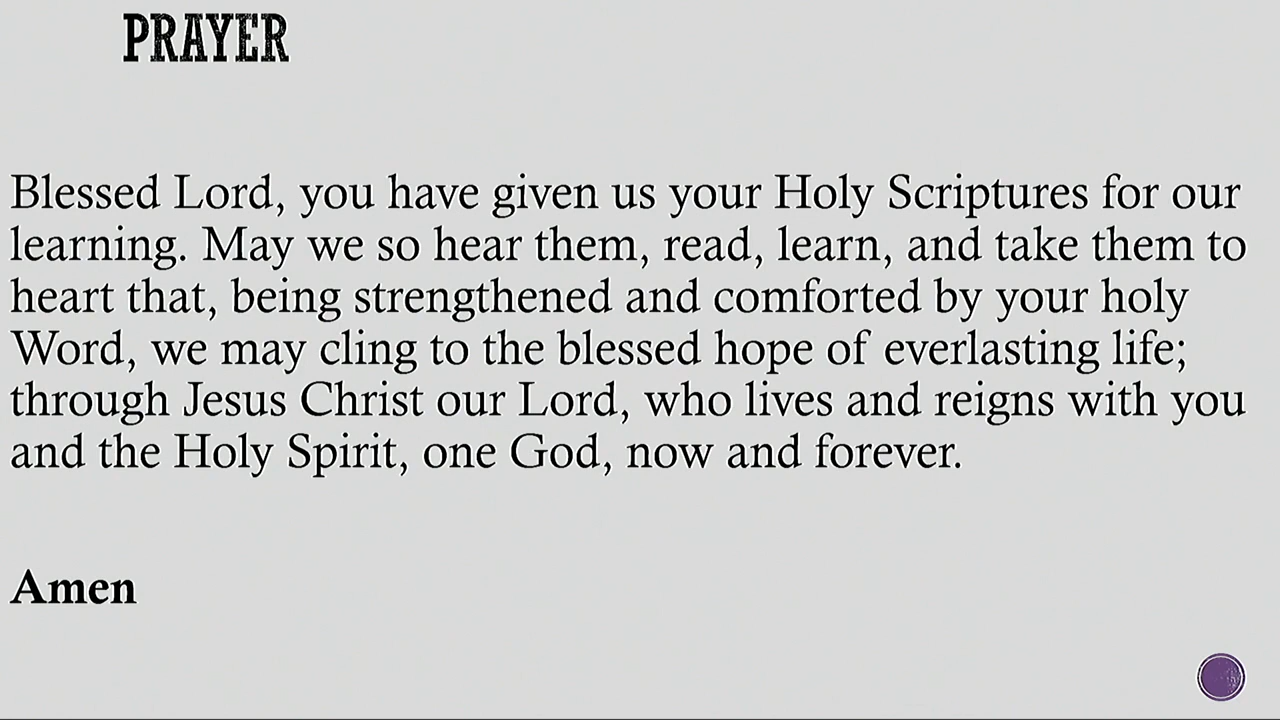 PRAYER
Blessed Lord, you have given us your Holy Scriptures for our
learning. May we so hear them, read, learn, and take them to
heart that, being strengthened and comforted by your holy
Word, we may cling to the blessed hope of everlasting life;
through Jesus Christ our Lord, who lives and reigns with you
and the Holy Spirit, one God, now and forever.
Amen